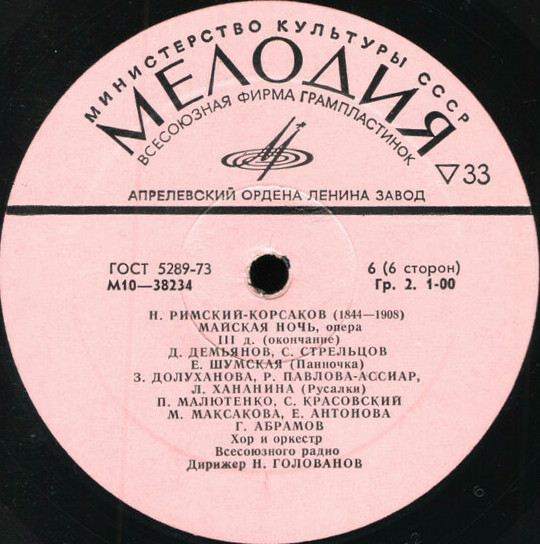 МИНИСТЕРСТВО КУЛЬТУРЫ СССР
МЕЛОДИЯ
ВСЕСОЮЗНАЯ ФИРМА ГРАМПЛАСТИНОК
33
АПРЕЛЕВСКИЙ ОРДЕНА ЛЕНИНА ЗАВОД
ГОСТ 5289-73 6 (6 сторон)
М10—38234 Гр. 2. 1-00
Н. РИМСКИЙ-КОРСАКОВ (1844—1908)
МАЙСКАЯ НОЧЬ, опера
III д. (окончание)
Д. ДЕМЬЯНОВ, С. СТРЕЛЬЦОВ
Е. ШУМСКАЯ (Панночка)
З. ДОЛУХАНОВА, Р. ПАВЛОВА-АССИАР,
Л. ХАНАНИНА (Русалки)
П. МАЛЮТЕНКО, С. КРАСОВСКИЙ
М. МАКСАКОВА, Е. АНТОНОВА
Г. АБРАМОВ
Хор и оркестр
Всесоюзного радио
Дирижер Н. ГОЛОВАНОВ